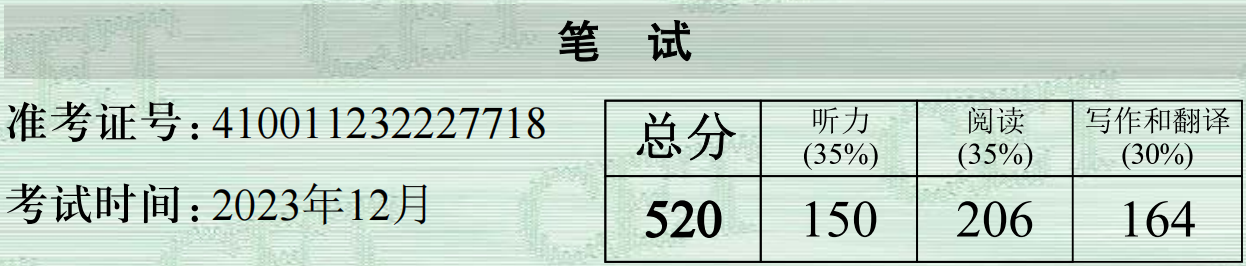 笔 试
准考证号:410011232227718
考试时间:2023年12月
总分 听力 (35%) 阅读 (35%) 写作和翻译 (30%)
520 150 206 164